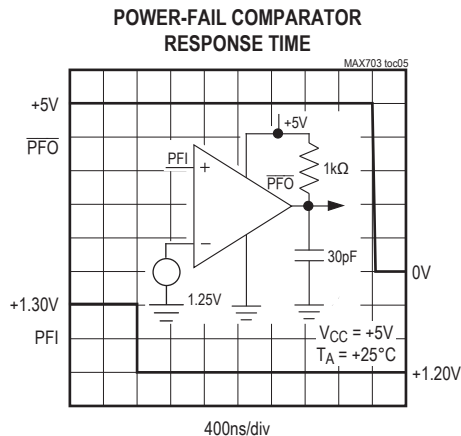 POWER-FAIL COMPARATOR
RESPONSE TIME
MAX703 toc05
+5V
+5V
PFO
PFI
+
1kΩ
PFO
−
30pF
0V
+1.30V
1.25V
PFI
VCC = +5V
TA = +25°C
+1.20V
400ns/div